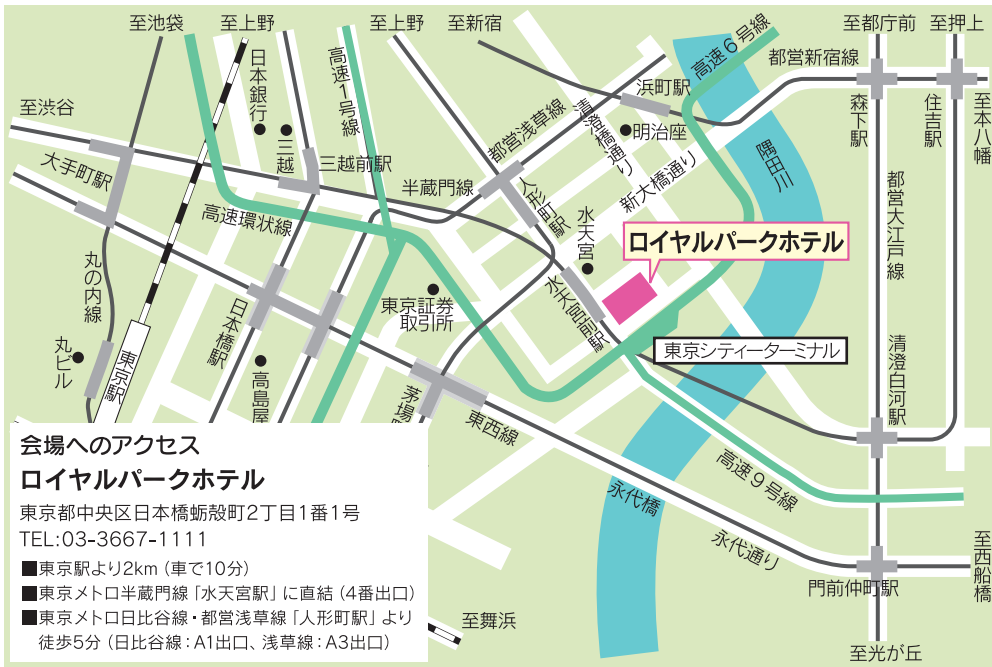 至池袋
至上野
至上野
至新宿
至都庁前
至押上
高速6号線
都営新宿線
日本銀行
高速1号線
浜町駅
至渋谷
三越
都営浅草線
清澄橋通り
明治座
森下駅
住吉駅
至本八幡
大手町駅
三越前駅
半蔵門線
人形町駅
新大橋通り
隅田川
都営大江戸線
高速環状線
水天宮
ロイヤルパークホテル
丸の内線
日本橋駅
東京証券
取引所
水天宮前駅
東京シティーターミナル
丸ビル
東京駅
高島屋
茅場
東西線
清澄白河駅
高速9号線
永代橋
永代通り
門前仲町駅
至西船橋
至舞浜
至光が丘
会場へのアクセス
ロイヤルパークホテル
東京都中央区日本橋蛎殻町2丁目1番1号
TEL:03-3667-1111
■東京駅より2km（車で10分）
■東京メトロ半蔵門線「水天宮駅」に直結（4番出口）
■東京メトロ日比谷線・都営浅草線「人形町駅」より
徒歩5分（日比谷線：A1出口、浅草線：A3出口）